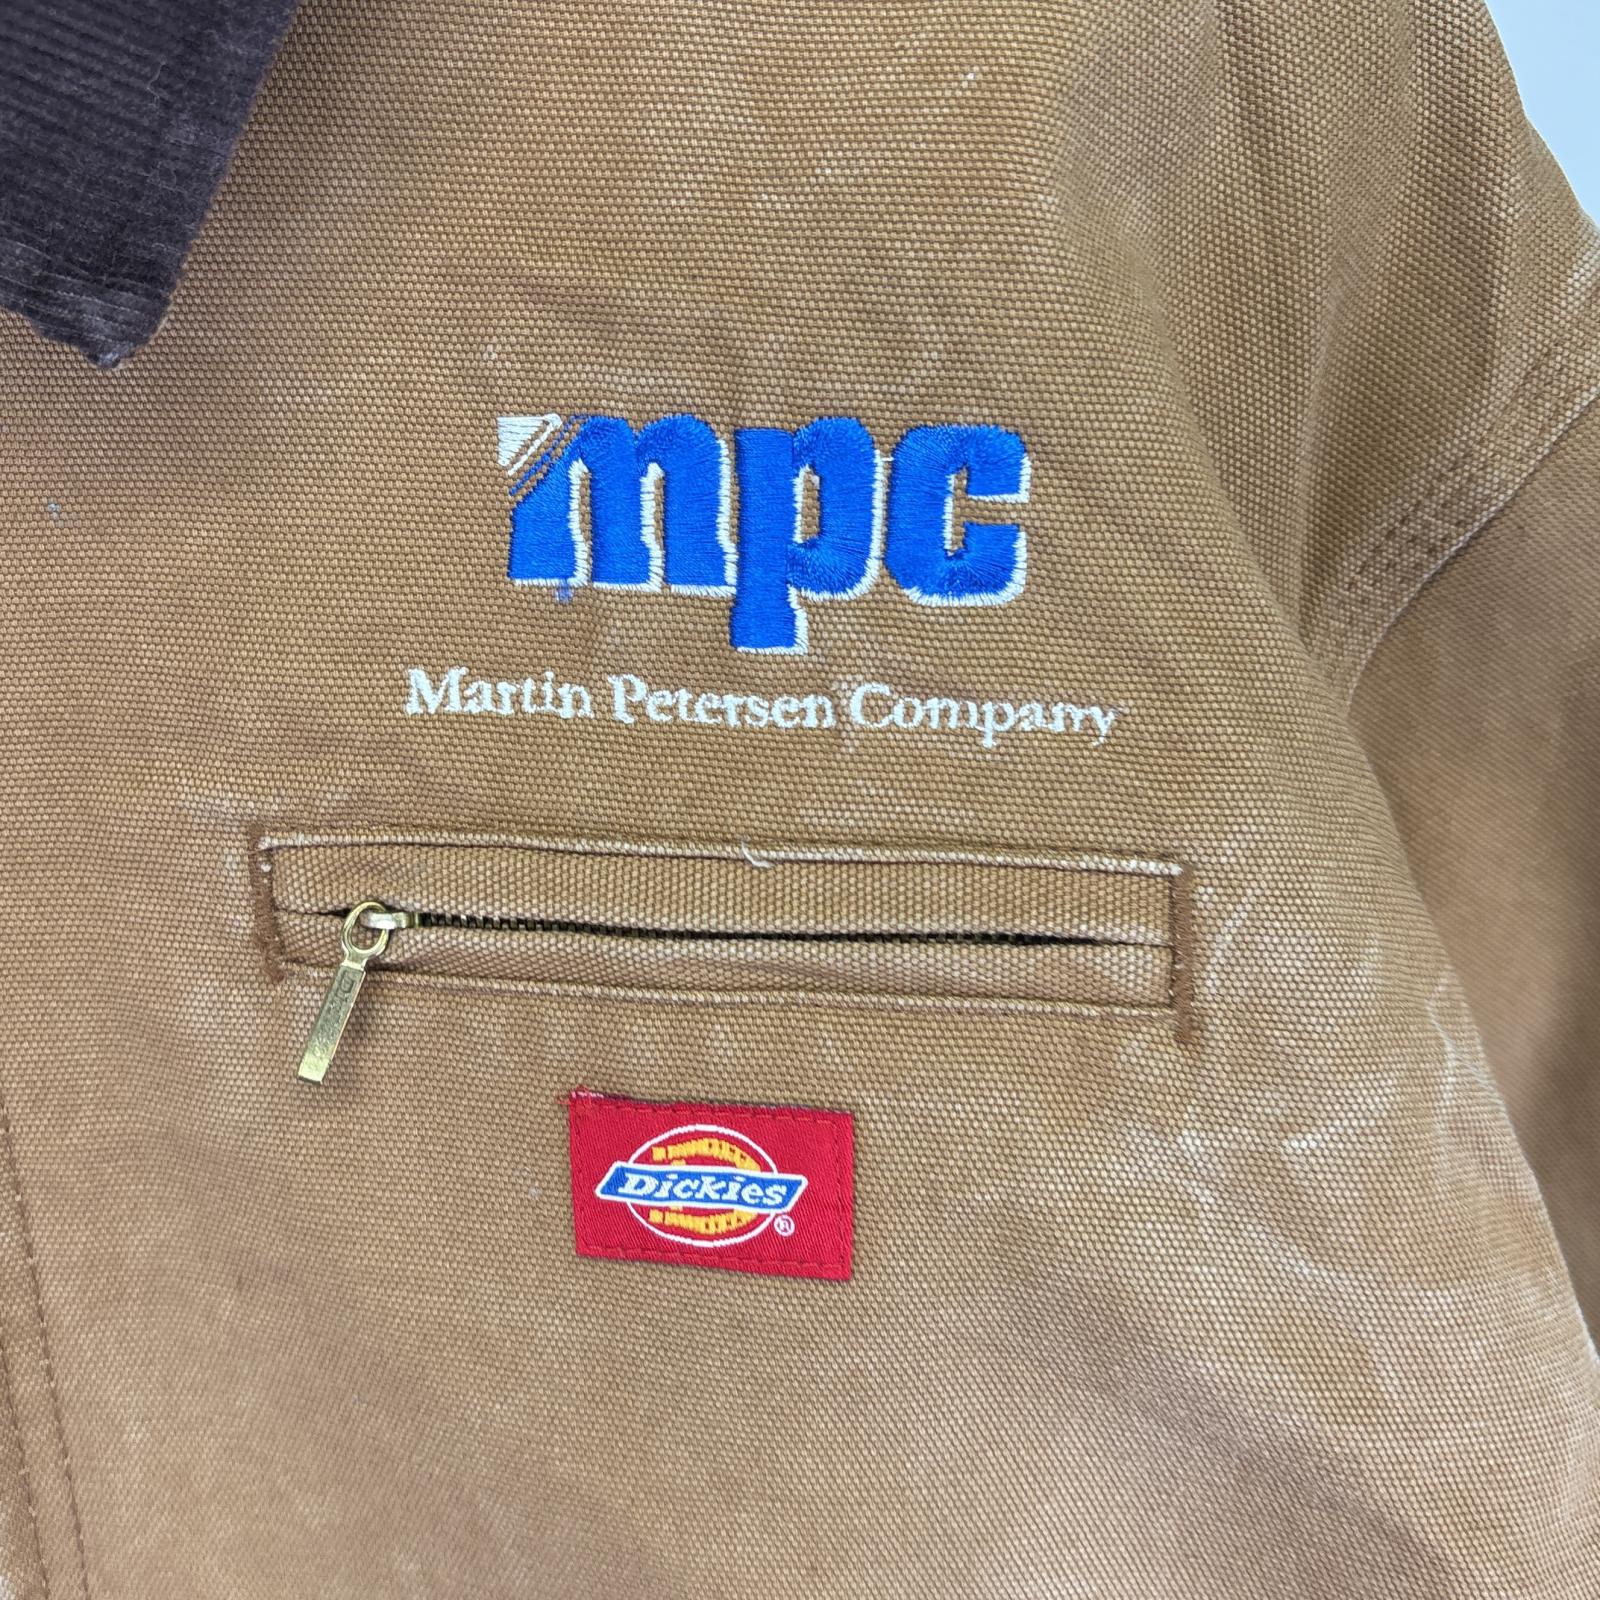 mpc
Martin Petersen Company
Dickies
®